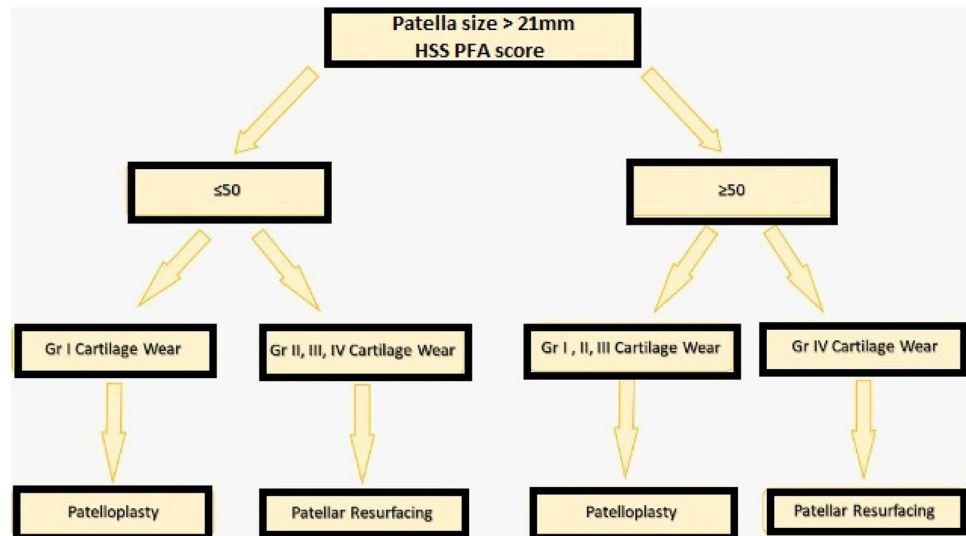 Patella size > 21mm
HSS PFA score
≤50
≥50
Gr I Cartilage Wear
Gr II, III, IV Cartilage Wear
Gr I , II, III Cartilage Wear
Gr IV Cartilage Wear
Patelloplasty
Patellar Resurfacing
Patelloplasty
Patellar Resurfacing